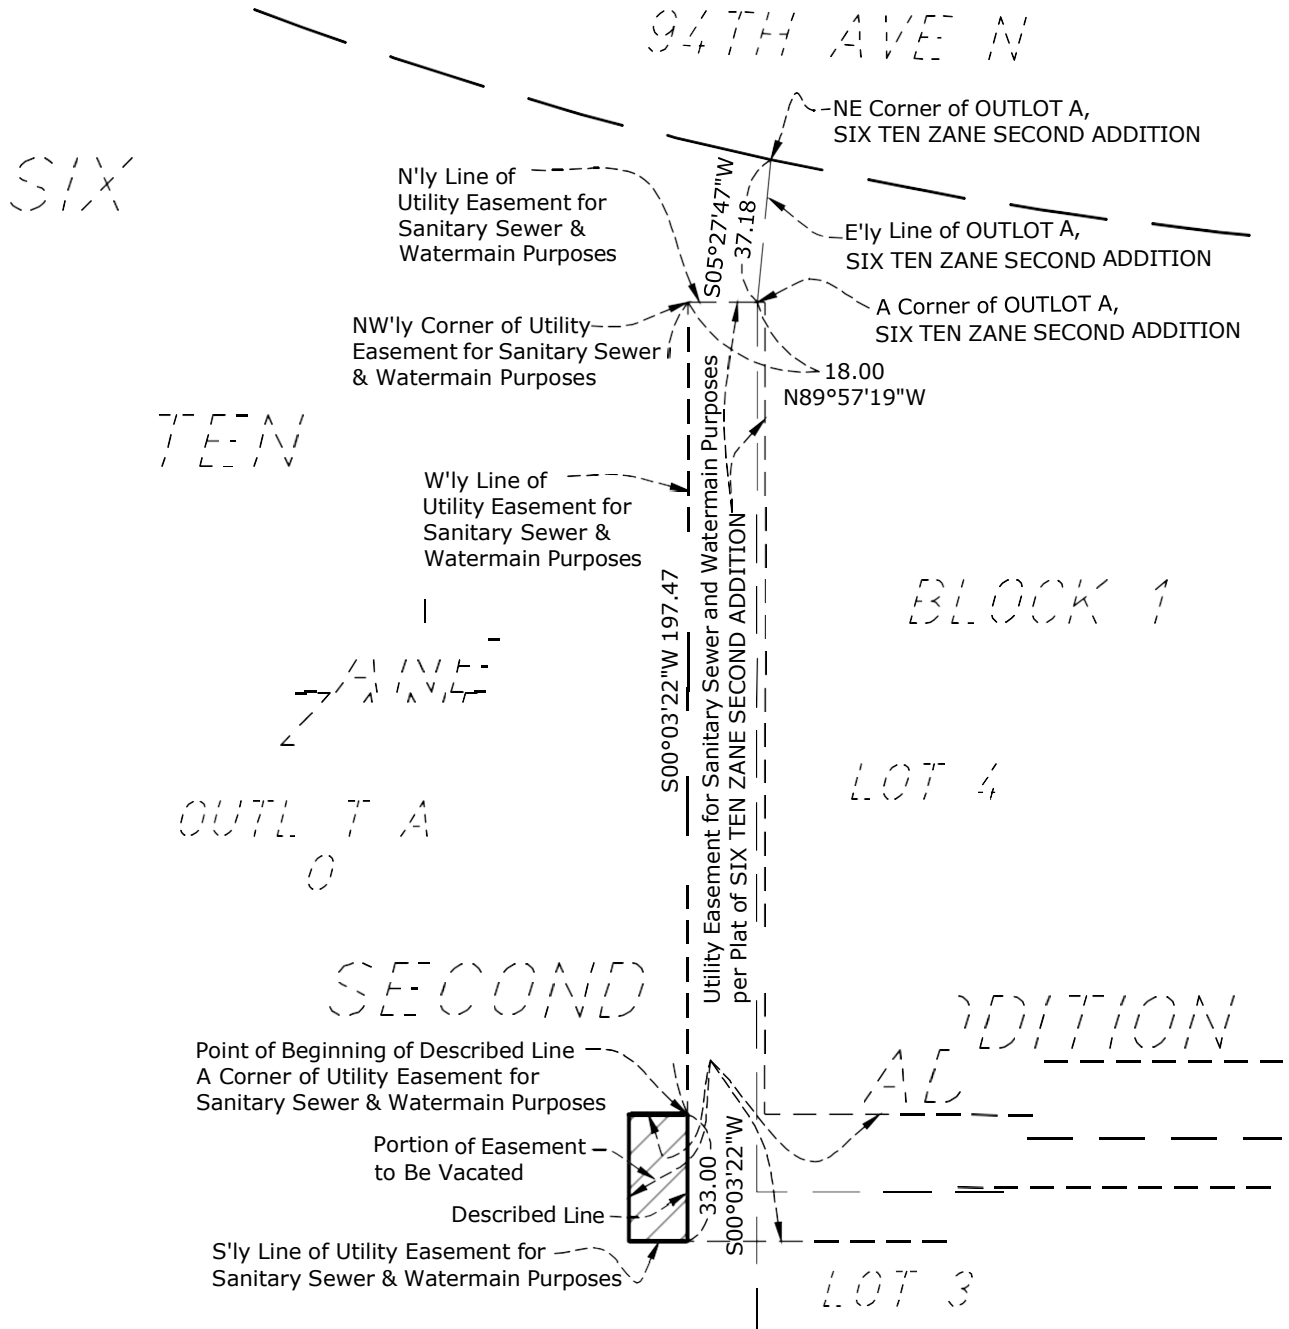 94TH AVE N
NE Corner of OUTLOT A,
SIX TEN ZANE SECOND ADDITION
SIX
N'ly Line of
Utility Easement for
Sanitary Sewer &
Watermain Purposes
S05°27'47"W
37.18
E'ly Line of OUTLOT A,
SIX TEN ZANE SECOND ADDITION
A Corner of OUTLOT A,
SIX TEN ZANE SECOND ADDITION
NW'ly Corner of Utility
Easement for Sanitary Sewer
& Watermain Purposes
18.00
N89°57'19"W
TEN
W'ly Line of
Utility Easement for
Sanitary Sewer &
Watermain Purposes
S00°03'22"W 197.47
Utility Easement for Sanitary Sewer and Watermain Purposes
per Plat of SIX TEN ZANE SECOND ADDITION
BLOCK 1
ZANE
LOT 4
OUTLOT A
SECOND
ADDITION
Point of Beginning of Described Line
A Corner of Utility Easement for
Sanitary Sewer & Watermain Purposes
Portion of Easement
to Be Vacated
33.00
S00°03'22"W
Described Line
S'ly Line of Utility Easement for
Sanitary Sewer & Watermain Purposes
LOT 3